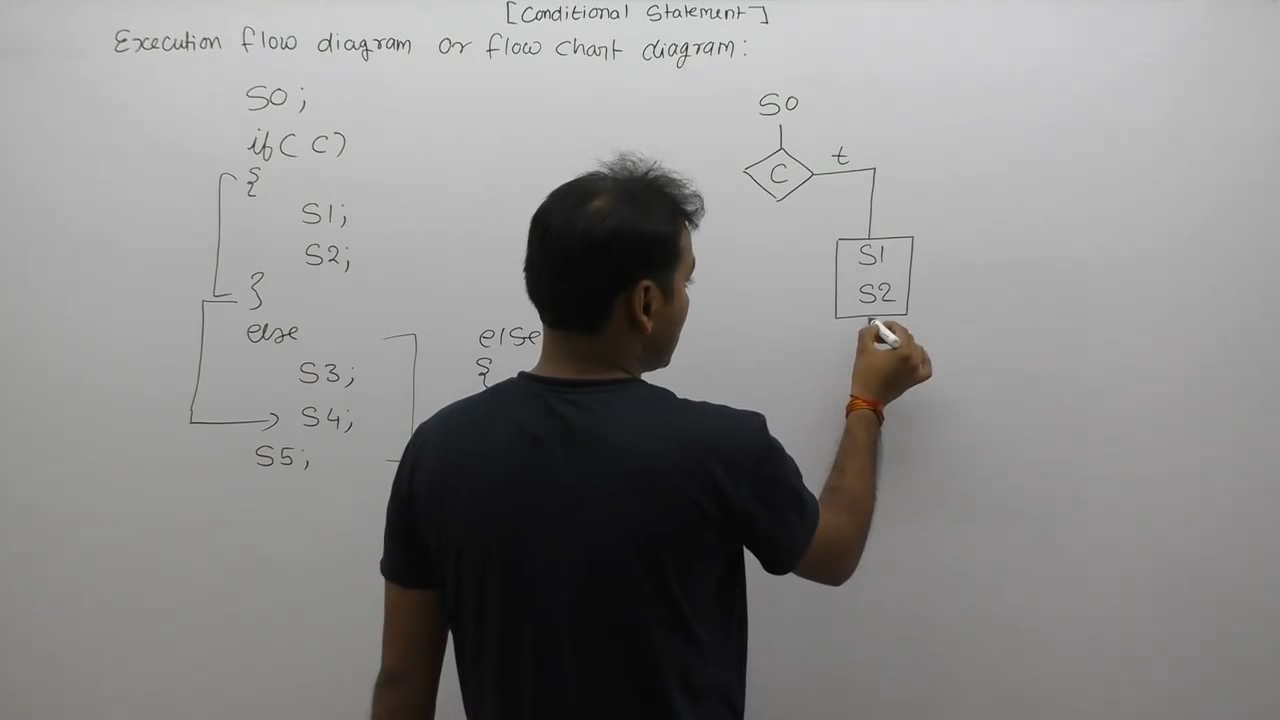 [Conditional Statement]
Execution flow diagram or flow chart diagram:
S0;
if( C)
{
S1;
S2;
}
else
S3;
S4;
S5;
else
{
S0
C
t
S1
S2